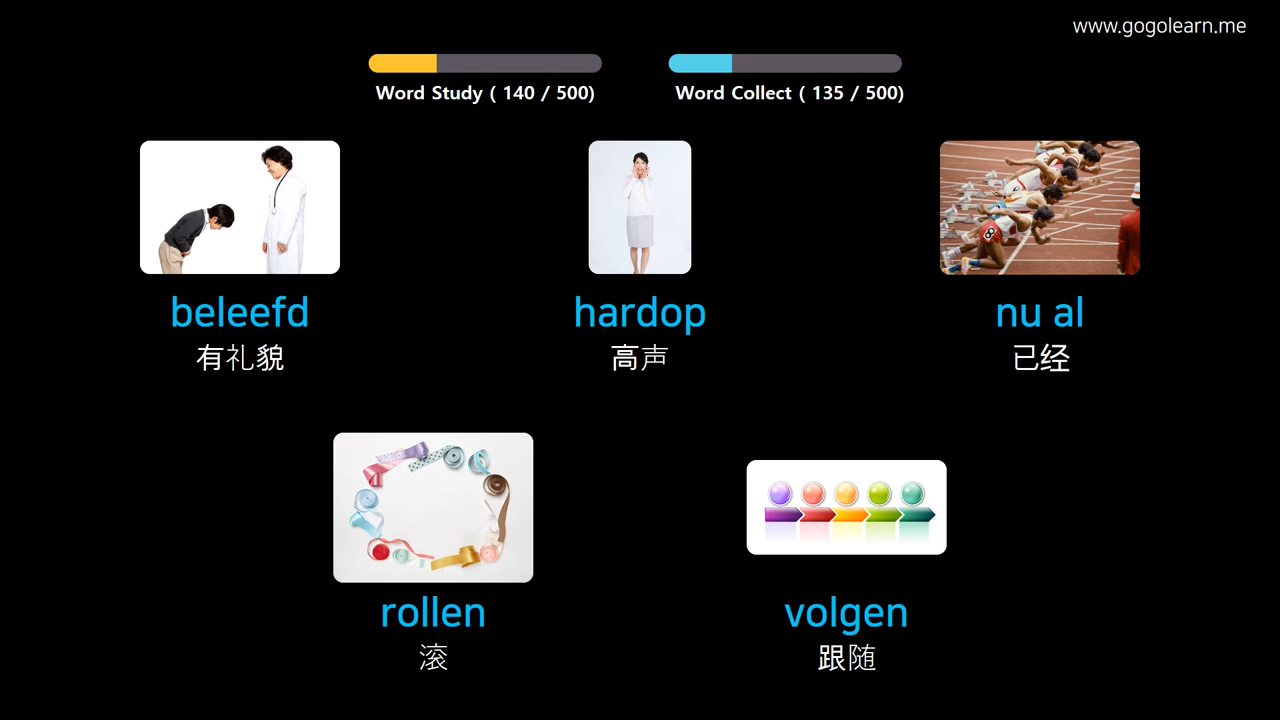 www.gogolearn.me
Word Study ( 140 / 500)
Word Collect ( 135 / 500)
beleefd
有礼貌
hardop
高声
nu al
已经
rollen
滚
volgen
跟随